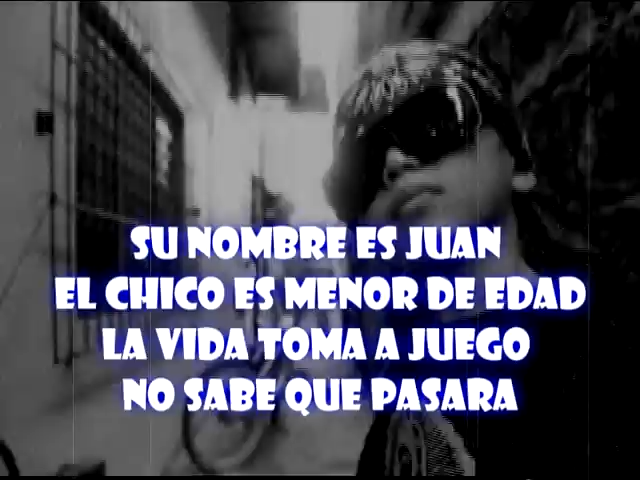 SU NOMBRE ES JUAN
EL CHICO ES MENOR DE EDAD
LA VIDA TOMA A JUEGO
NO SABE QUE PASARA